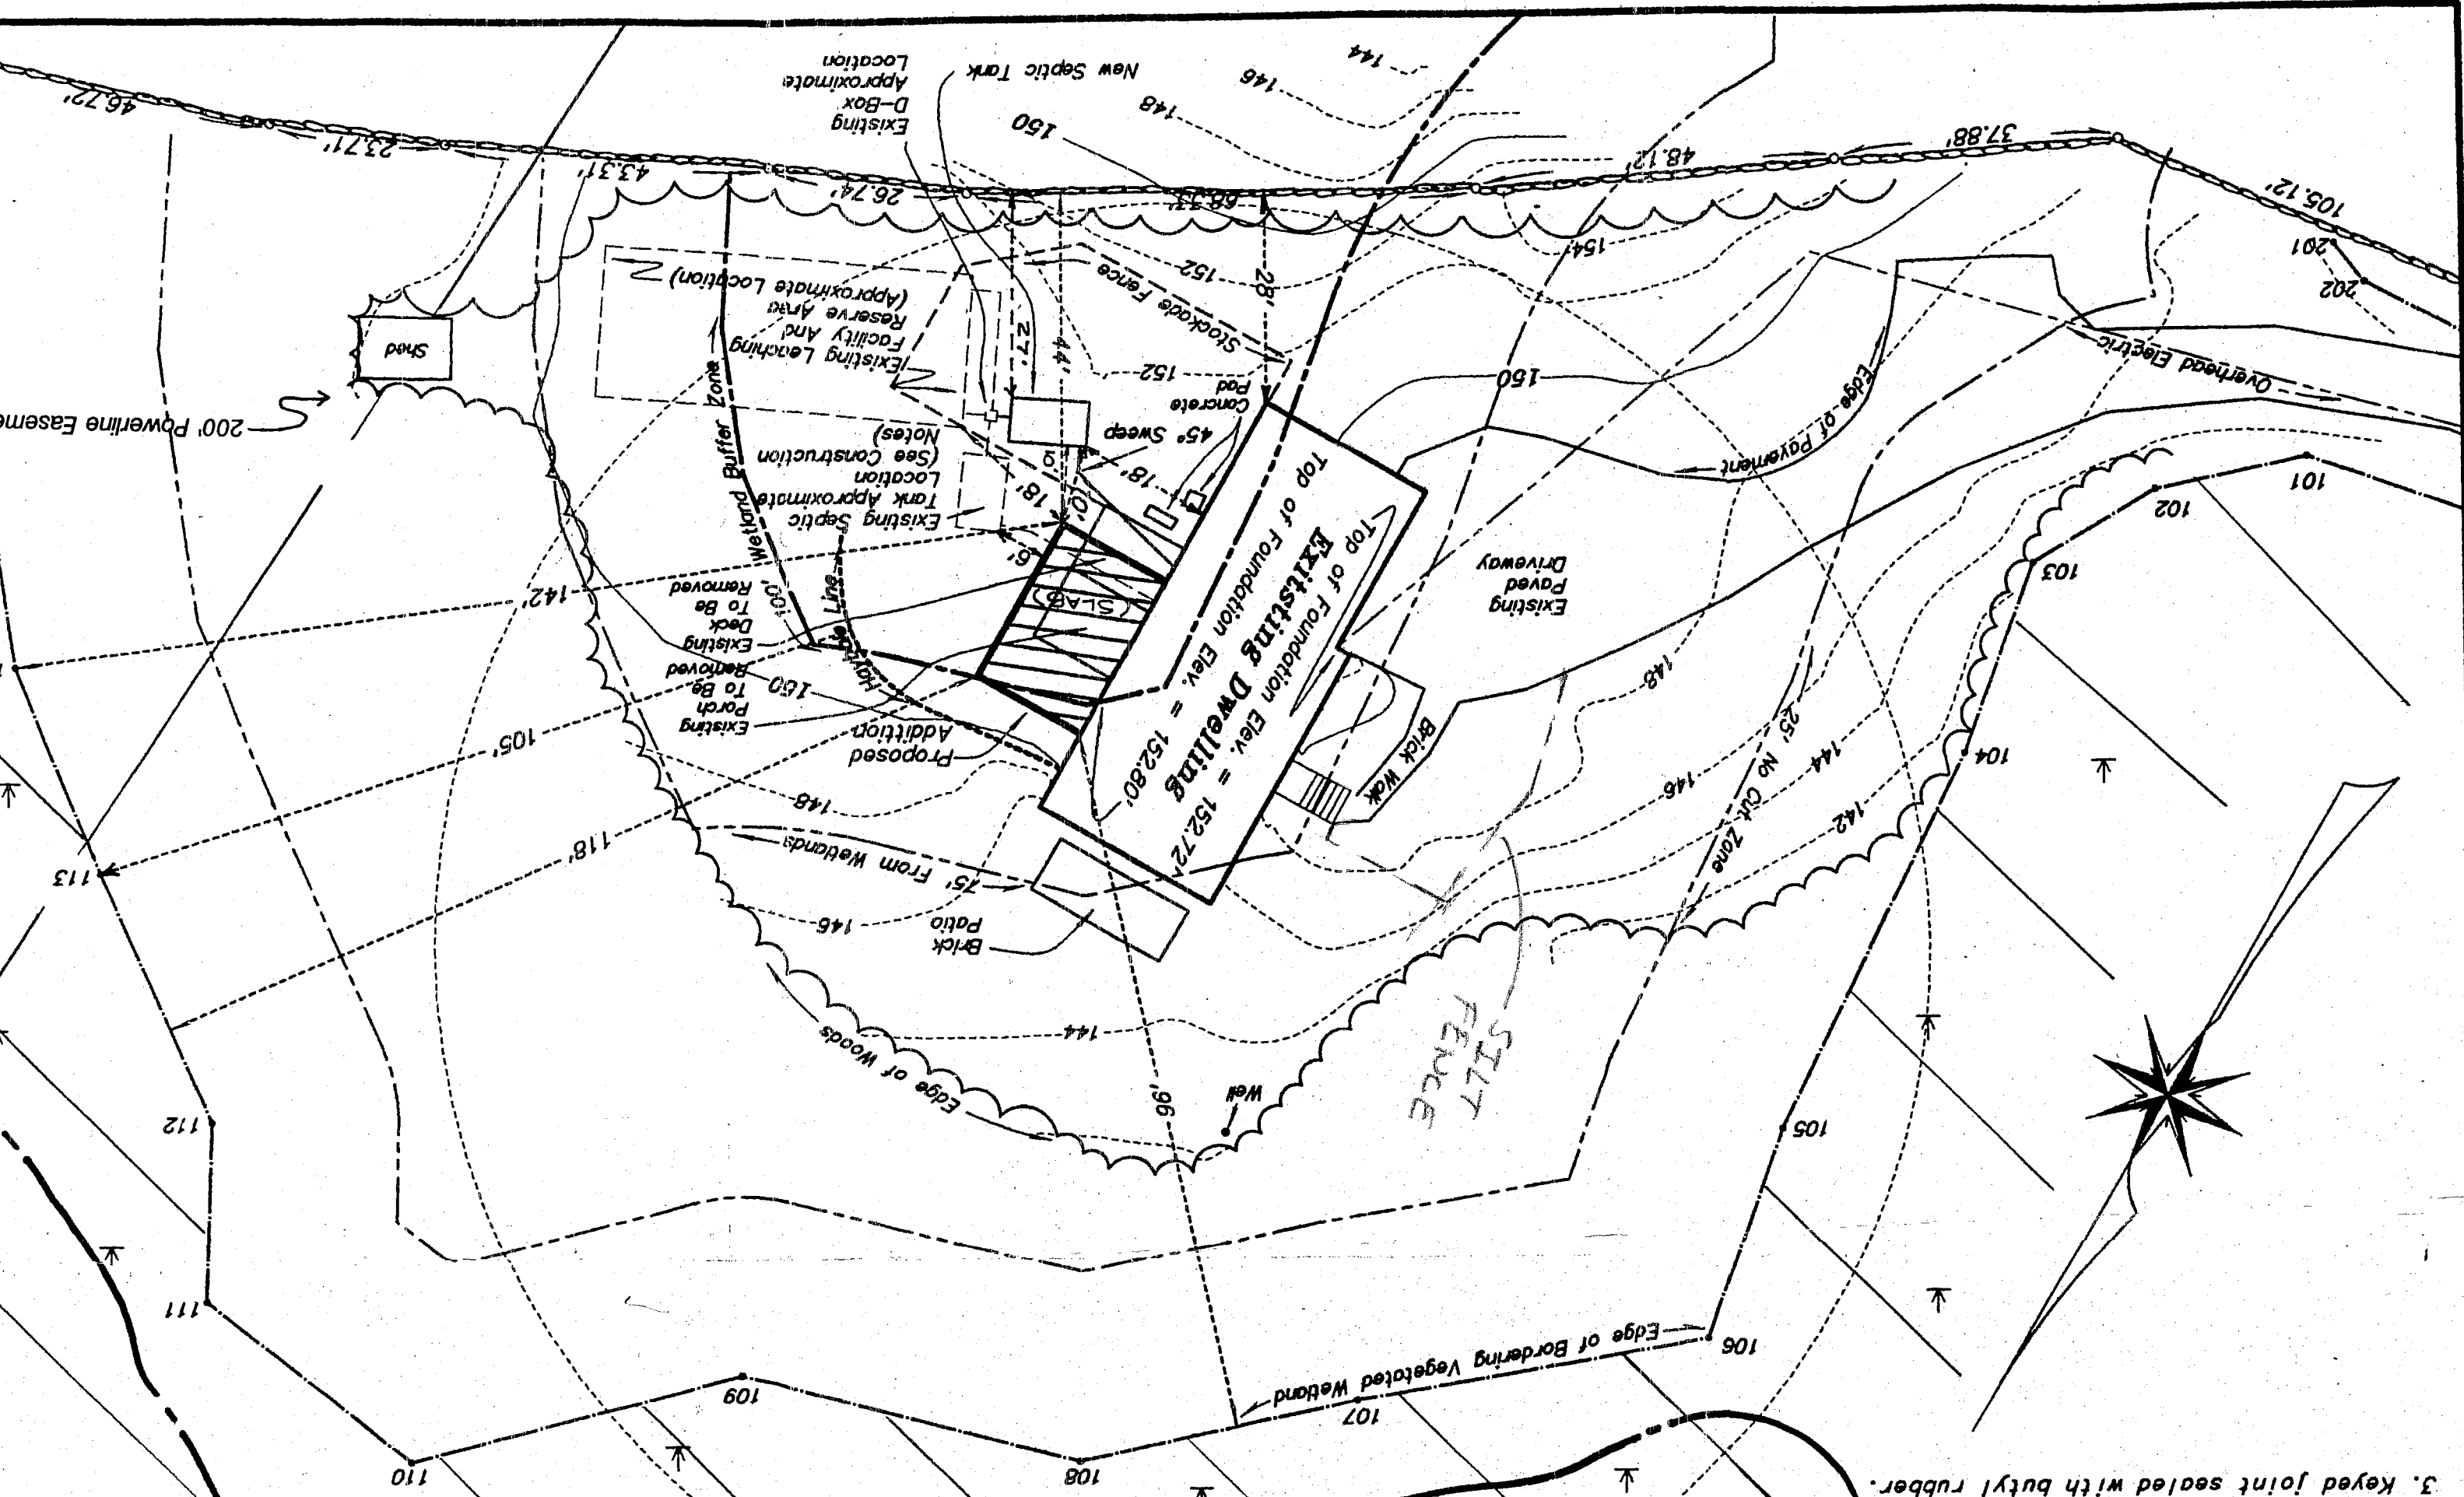 3. Keyed joint sealed with butyl rubber.
110
108
107
106
109
Edge of Bordering Vegetated Wetland
111
112
105
Well
96'
SILT
FENCE
Edge of Woods
144
Brick
Patio
146
75' From Wetlands
113
118'
148
142
104
25' No Cut Zone
144
146
148
Brick Walk
Proposed
Addittion
Existing
Porch
To Be
Removed
105'
150
Existing
Deck
To Be
Removed
142'
100' Wetland Buffer Zone
Line
(SLAB)
Top of Foundation Elev. = 152.72'
Exitsting Dwelling
Top of Foundation Elev. = 152.80'
Existing
Paved
Driveway
103
102
101
6'
18'
10'
18'
Existing Septic
Tank Approximate
Location
(See Construction
Notes)
45° Sweep
Concrete
Pad
Edge of Pavement
Overhead Electric
200' Powerline Easeme
Shed
Existing Leaching
Facility And
Reserve Area
(Approximate Location)
27'
44'
152
28'
150
152
Stockade Fence
154
202
201
105.12'
37.88'
48.12'
68.33'
26.74'
43.31'
23.71'
46.72'
Existing
D-Box
Approximate
Location
New Septic Tank
150
148
146
144